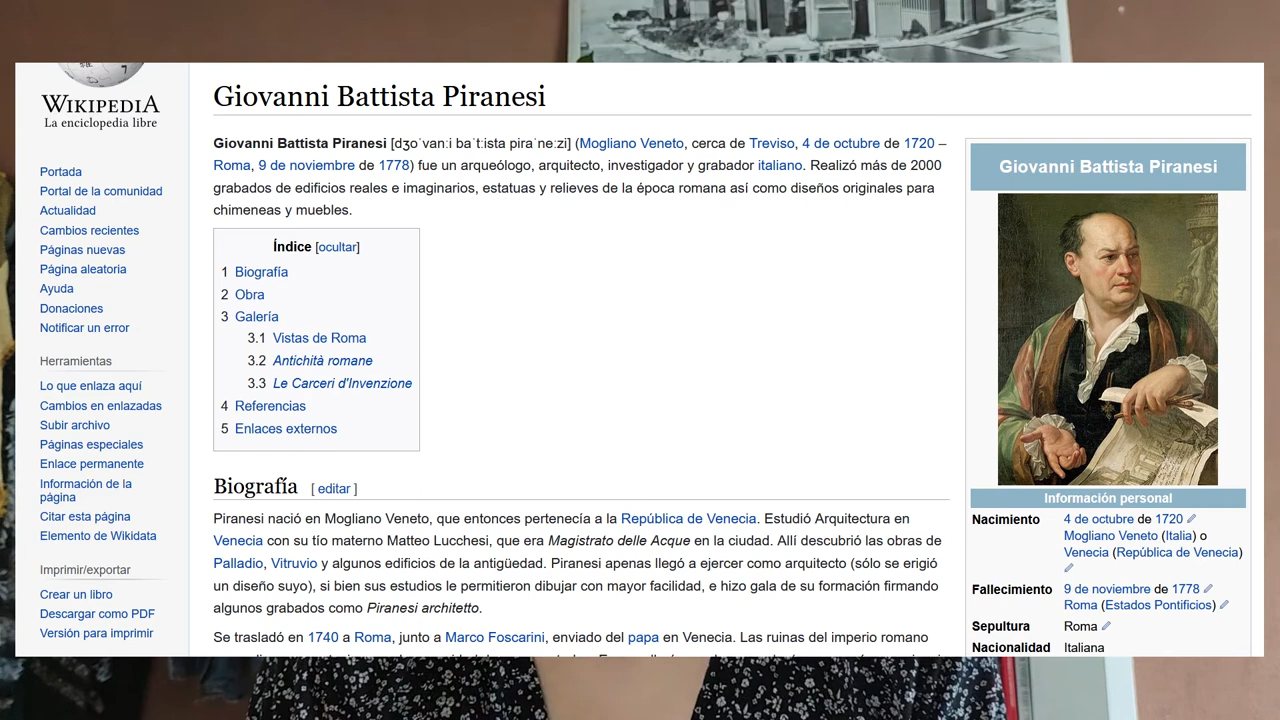 WIKIPEDIA
La enciclopedia libre
Portada
Portal de la comunidad
Actualidad
Cambios recientes
Páginas nuevas
Página aleatoria
Ayuda
Donaciones
Notificar un error
Herramientas
Lo que enlaza aquí
Cambios en enlazadas
Subir archivo
Páginas especiales
Enlace permanente
Información de la
página
Citar esta página
Elemento de Wikidata
Imprimir/exportar
Crear un libro
Descargar como PDF
Versión para imprimir
Giovanni Battista Piranesi
Giovanni Battista Piranesi [dʒoˈvanːi baˈtːista piraˈneːzi] (Mogliano Veneto, cerca de Treviso, 4 de octubre de 1720 –
Roma, 9 de noviembre de 1778) fue un arqueólogo, arquitecto, investigador y grabador italiano. Realizó más de 2000
grabados de edificios reales e imaginarios, estatuas y relieves de la época romana así como diseños originales para
chimeneas y muebles.
Índice [ocultar]
1 Biografía
2 Obra
3 Galería
3.1 Vistas de Roma
3.2 Antichità romane
3.3 Le Carceri d'Invenzione
4 Referencias
5 Enlaces externos
Biografía [ editar ]
Piranesi nació en Mogliano Veneto, que entonces pertenecía a la República de Venecia. Estudió Arquitectura en
Venecia con su tío materno Matteo Lucchesi, que era Magistrato delle Acque en la ciudad. Allí descubrió las obras de
Palladio, Vitruvio y algunos edificios de la antigüedad. Piranesi apenas llegó a ejercer como arquitecto (sólo se erigió
un diseño suyo), si bien sus estudios le permitieron dibujar con mayor facilidad, e hizo gala de su formación firmando
algunos grabados como Piranesi architetto.
Se trasladó en 1740 a Roma, junto a Marco Foscarini, enviado del papa en Venecia. Las ruinas del imperio romano
Giovanni Battista Piranesi
Información personal
Nacimiento 4 de octubre de 1720
Mogliano Veneto (Italia) o
Venecia (República de Venecia)
Fallecimiento 9 de noviembre de 1778
Roma (Estados Pontificios)
Sepultura Roma
Nacionalidad Italiana